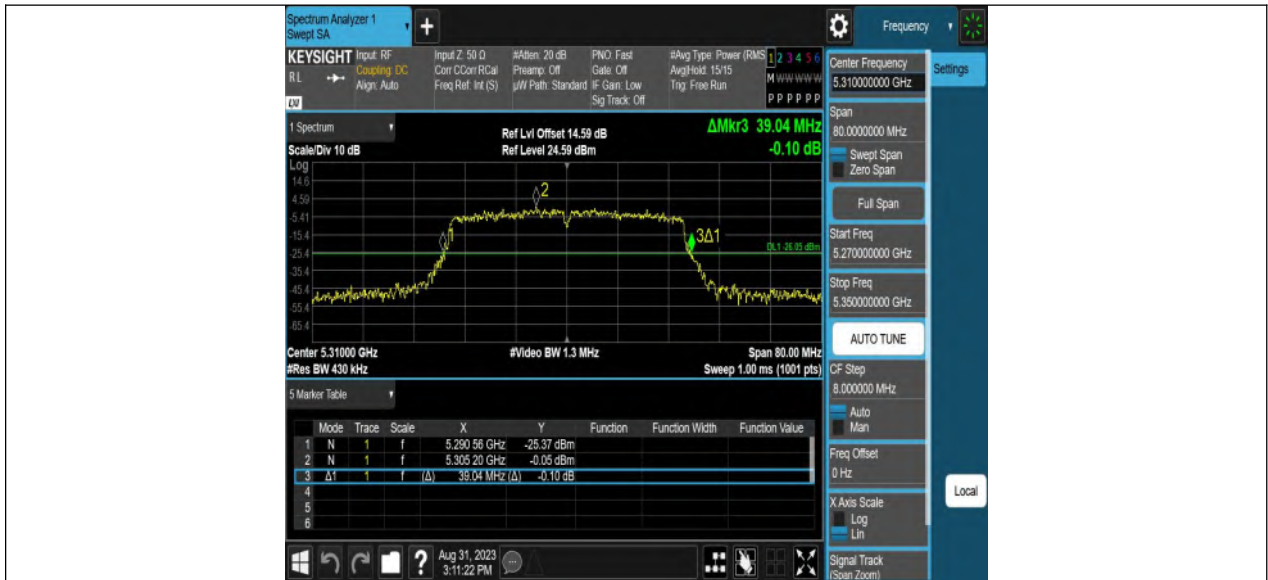 Spectrum Analyzer 1
Swept SA
+
Frequency
KEYSIGHT
RL
LXI
Input: RF
Coupling: DC
Align: Auto
Input Z: 50 Ω
Corr CCorr RCal
Freq Ref: Int (S)
#Atten: 20 dB
Preamp: Off
µW Path: Standard
PNO: Fast
Gate: Off
IF Gain: Low
Sig Track: Off
#Avg Type: Power (RMS
Avg|Hold: 15/15
Trig: Free Run
1 2 3 4 5 6
M W W W W W
P P P P P P
1 Spectrum
Scale/Div 10 dB
Ref Lvl Offset 14.59 dB
Ref Level 24.59 dBm
ΔMkr3 39.04 MHz
-0.10 dB
Log
14.6
4.59
-5.41
-15.4
-25.4
-35.4
-45.4
-55.4
-65.4
1
2
3Δ1
DL1 -26.05 dBm
Center 5.31000 GHz
#Res BW 430 kHz
#Video BW 1.3 MHz
Span 80.00 MHz
Sweep 1.00 ms (1001 pts)
5 Marker Table
Mode Trace Scale X Y Function Function Width Function Value
1 N 1 f 5.290 56 GHz -25.37 dBm
2 N 1 f 5.305 20 GHz -0.05 dBm
3 Δ1 1 f (Δ) 39.04 MHz (Δ) -0.10 dB
4
5
6
?
Aug 31, 2023
3:11:22 PM
Center Frequency
5.310000000 GHz
Settings
Span
80.0000000 MHz
Swept Span
Zero Span
Full Span
Start Freq
5.270000000 GHz
Stop Freq
5.350000000 GHz
AUTO TUNE
CF Step
8.000000 MHz
Auto
Man
Freq Offset
0 Hz
X Axis Scale
Log
Lin
Local
Signal Track
(Span Zoom)